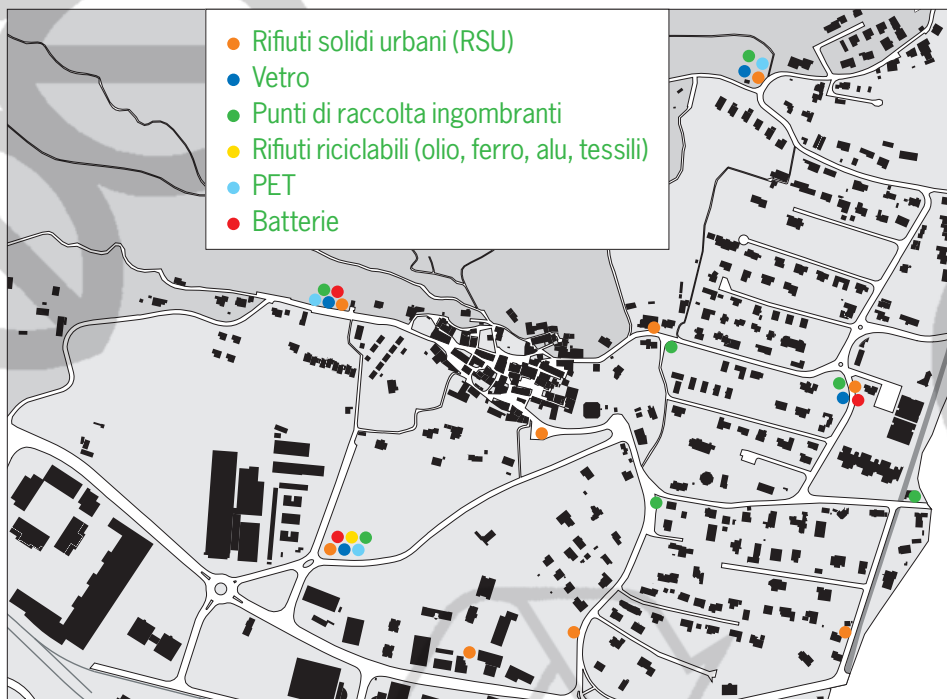 Rifiuti solidi urbani (RSU)
Vetro
Punti di raccolta ingombranti
Rifiuti riciclabili (olio, ferro, alu, tessili)
PET
Batterie